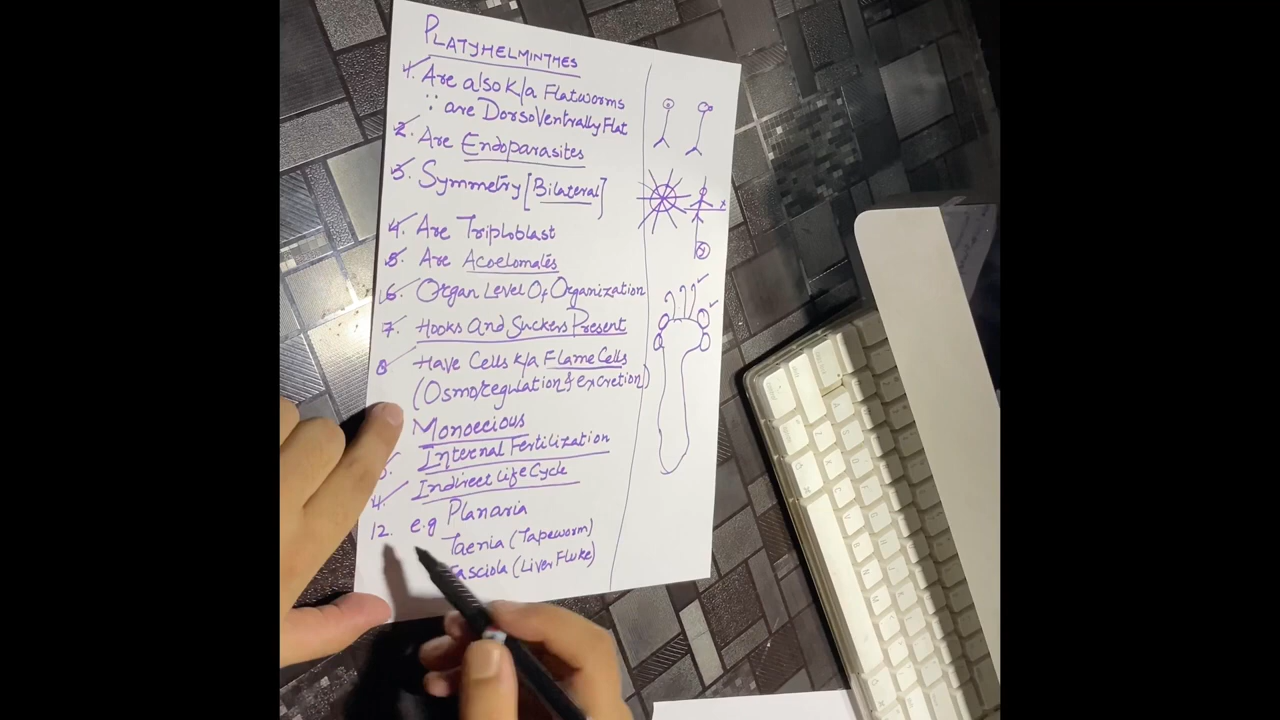 PLATYHELMINTHES
1. Are also K/a Flatworms
∵ are DorsoVentrally Flat
2. Are Endoparasites
3. Symmetry [Bilateral]
4. Are Triploblast
5. Are Acoelomates
6. Organ Level Of Organization
7. Hooks And Suckers Present
8 Have Cells k/a Flame Cells
(Osmoregulation & excretion)
Monoecious
Internal Fertilization
Indirect Life Cycle
12. e.g Planaria
Taenia (Tapeworm)
Fasciola (Liver Fluke)